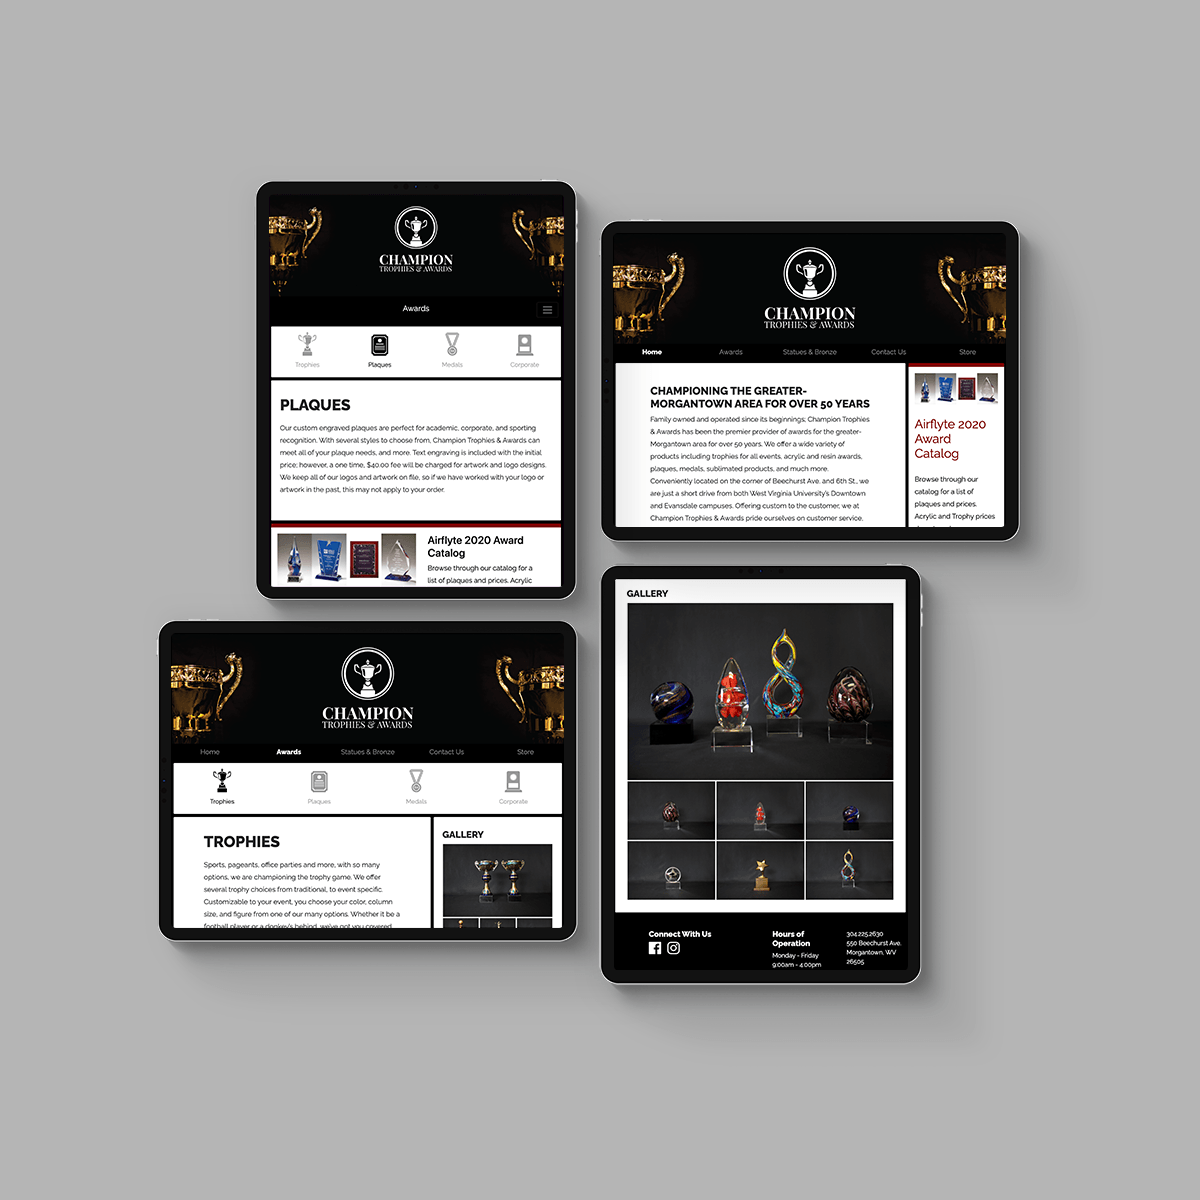 CHAMPION
TROPHIES & AWARDS
Awards
Trophies
Plaques
Medals
Corporate
PLAQUES
Our custom engraved plaques are perfect for academic, corporate, and sporting
recognition. With several styles to choose from, Champion Trophies & Awards can
meet all of your plaque needs, and more. Text engraving is included with the initial
price; however, a one time, $40.00 fee will be charged for artwork and logo designs.
We keep all of our logos and artwork on file, so if we have worked with your logo or
artwork in the past, this may not apply to your order.
Airflyte 2020 Award
Catalog
Browse through our catalog for a
list of plaques and prices. Acrylic
CHAMPION
TROPHIES & AWARDS
Home
Awards
Statues & Bronze
Contact Us
Store
CHAMPIONING THE GREATER-
MORGANTOWN AREA FOR OVER 50 YEARS
Family owned and operated since its beginnings; Champion Trophies
& Awards has been the premier provider of awards for the greater-
Morgantown area for over 50 years. We offer a wide variety of
products including trophies for all events, acrylic and resin awards,
plaques, medals, sublimated products, and much more.
Conveniently located on the corner of Beechurst Ave. and 6th St., we
are just a short drive from both West Virginia University's Downtown
and Evansdale campuses. Offering custom to the customer, we at
Champion Trophies & Awards pride ourselves on customer service,
Airflyte 2020
Award
Catalog
Browse through our
catalog for a list of
plaques and prices.
Acrylic and Trophy prices
CHAMPION
TROPHIES & AWARDS
Home
Awards
Statues & Bronze
Contact Us
Store
Trophies
Plaques
Medals
Corporate
TROPHIES
Sports, pageants, office parties and more, with so many
options, we are championing the trophy game. We offer
several trophy choices from traditional, to event specific.
Customizable to your event, you choose your color, column
size, and figure from one of our many options. Whether it be a
football player or a donkey's behind, we've got you covered
GALLERY
GALLERY
Connect With Us
Hours of
Operation
Monday - Friday
9:00am - 4:00pm
304.225.2630
550 Beechurst Ave.
Morgantown, WV
26505